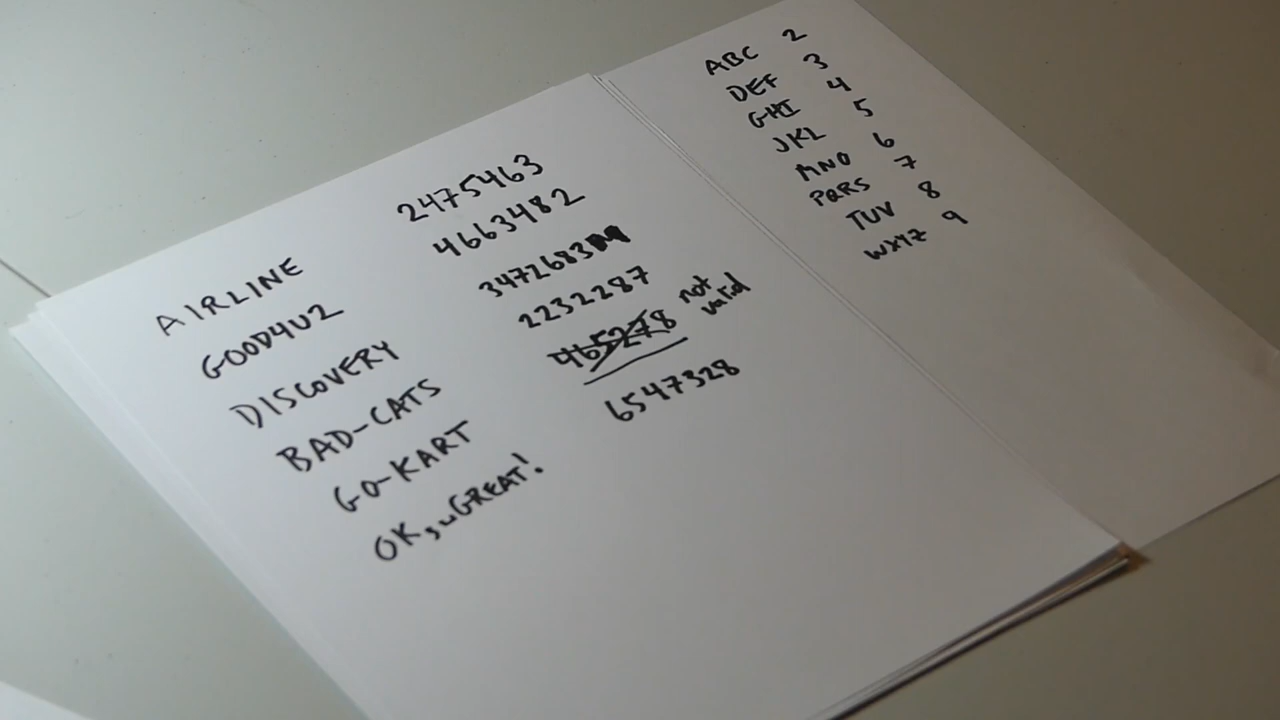 AIRLINE 2475463
GOOD4U2 4663482
DISCOVERY 3472683
BAD-CATS 2232287
GO-KART 465278 not valid
OK, GREAT! 6547328
ABC 2
DEF 3
GHI 4
JKL 5
MNO 6
PQRS 7
TUV 8
WXYZ 9